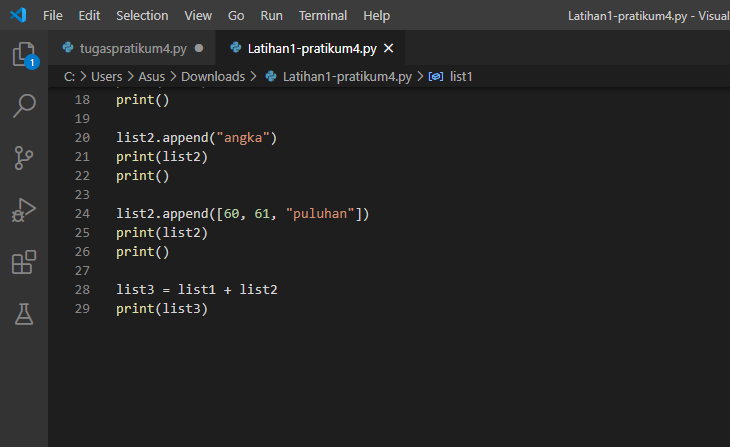 File Edit Selection View Go Run Terminal Help Latihan1-pratikum4.py - Visual
tugaspratikum4.py Latihan1-pratikum4.py
C: > Users > Asus > Downloads > Latihan1-pratikum4.py > list1
1
18 print()
19
20 list2.append("angka")
21 print(list2)
22 print()
23
24 list2.append([60, 61, "puluhan"])
25 print(list2)
26 print()
27
28 list3 = list1 + list2
29 print(list3)